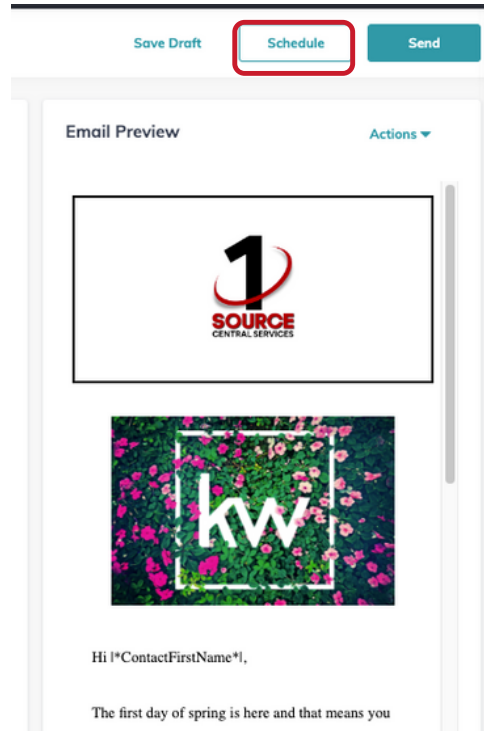 Save Draft Schedule Send
Email Preview Actions
1
SOURCE
CENTRAL SERVICES
kw
Hi |*ContactFirstName*|,
The first day of spring is here and that means you